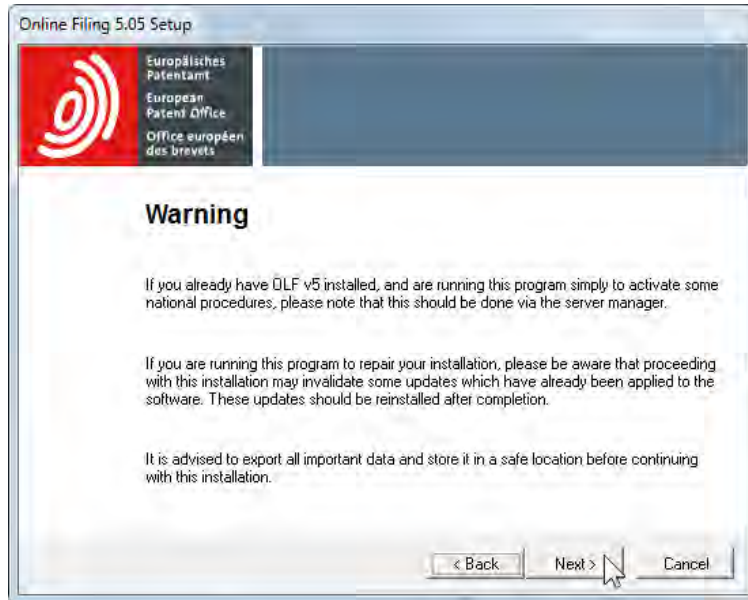 Online Filing 5.05 Setup
Europäisches
Patentamt
European
Patent Office
Office européen
des brevets
Warning
If you already have OLF v5 installed, and are running this program simply to activate some
national procedures, please note that this should be done via the server manager.
If you are running this program to repair your installation, please be aware that proceeding
with this installation may invalidate some updates which have already been applied to the
software. These updates should be reinstalled after completion.
It is advised to export all important data and store it in a safe location before continuing
with this installation.
< Back Next > Cancel